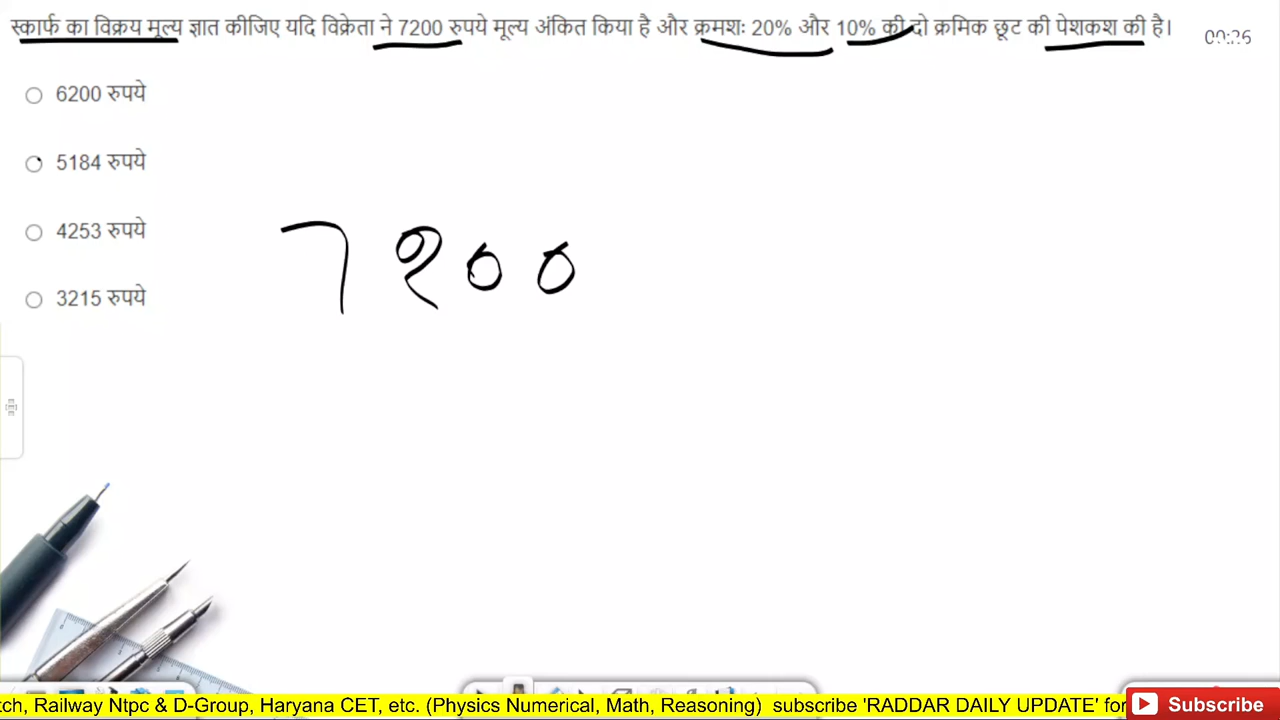 स्कार्फ का विक्रय मूल्य ज्ञात कीजिए यदि विक्रेता ने 7200 रुपये मूल्य अंकित किया है और क्रमशः 20% और 10% की दो क्रमिक छूट की पेशकश की है।
00:26
6200 रुपये
5184 रुपये
4253 रुपये
3215 रुपये
7200
tch, Railway Ntpc & D-Group, Haryana CET, etc. (Physics Numerical, Math, Reasoning) subscribe 'RADDAR DAILY UPDATE' for
Subscribe